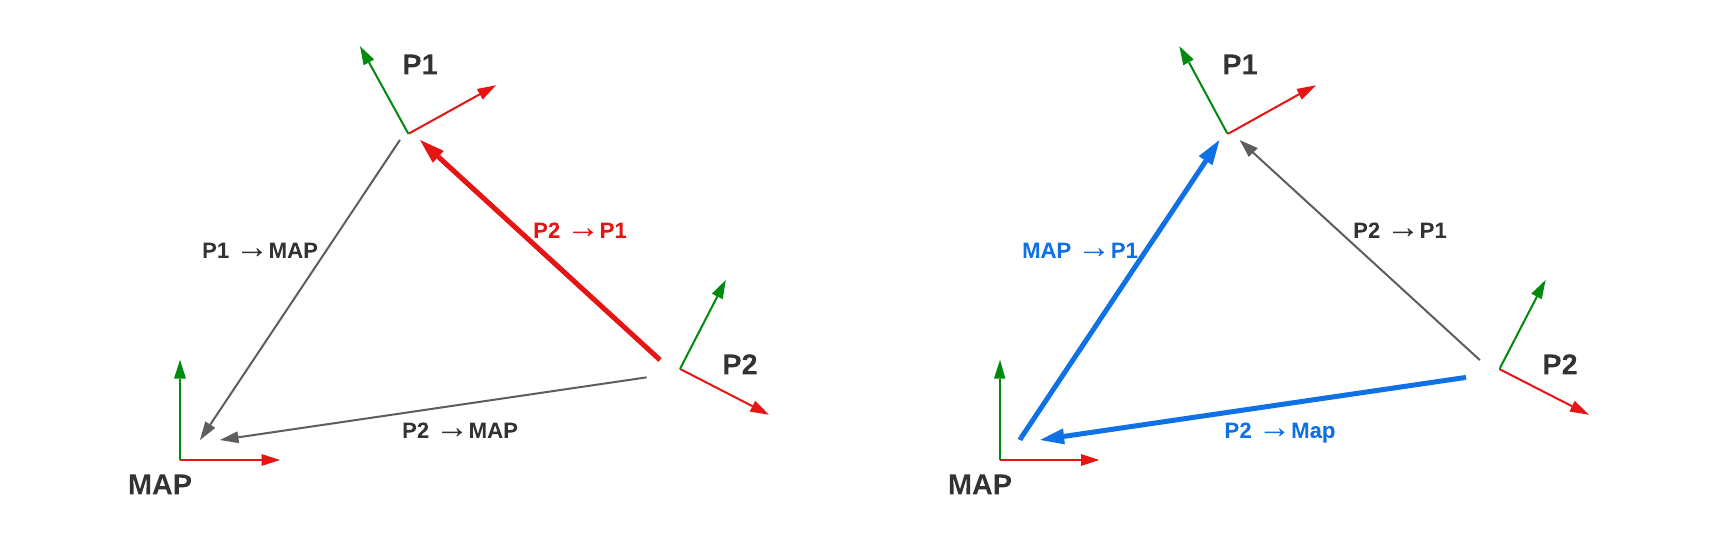 P1
P2 → P1
P1 → MAP
P2
P2 → MAP
MAP
P1
P2 → P1
MAP → P1
P2
P2 → Map
MAP